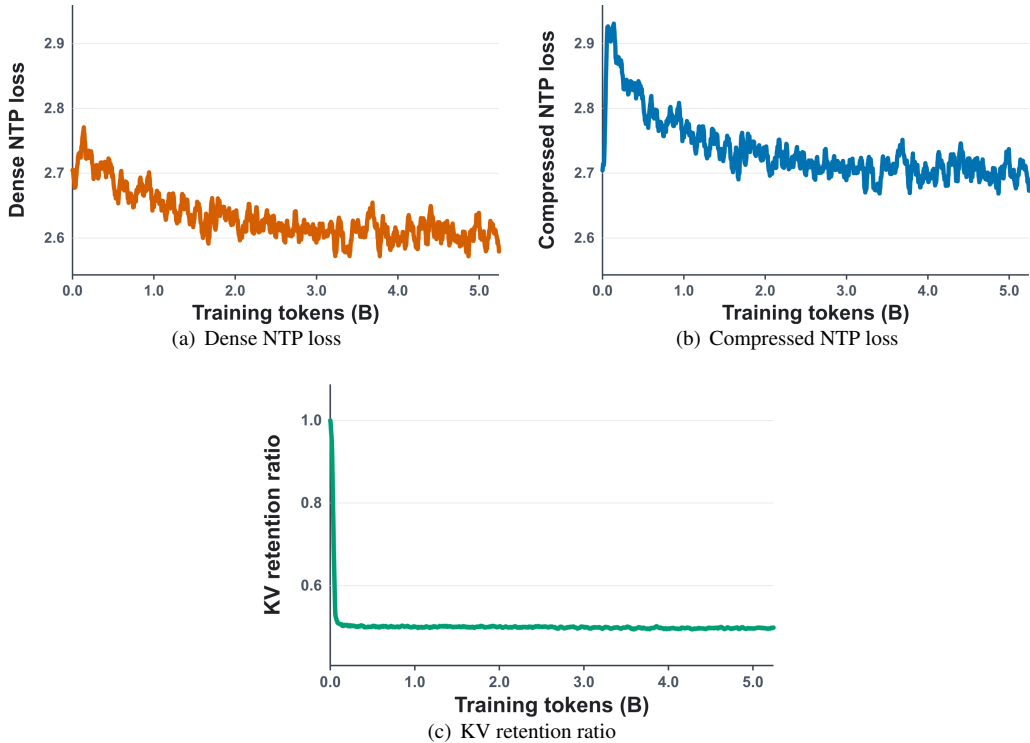 Dense NTP loss
2.9
2.8
2.7
2.6
0.0 1.0 2.0 3.0 4.0 5.0
Training tokens (B)
(a) Dense NTP loss
Compressed NTP loss
2.9
2.8
2.7
2.6
0.0 1.0 2.0 3.0 4.0 5.0
Training tokens (B)
(b) Compressed NTP loss
KV retention ratio
1.0
0.8
0.6
0.0 1.0 2.0 3.0 4.0 5.0
Training tokens (B)
(c) KV retention ratio